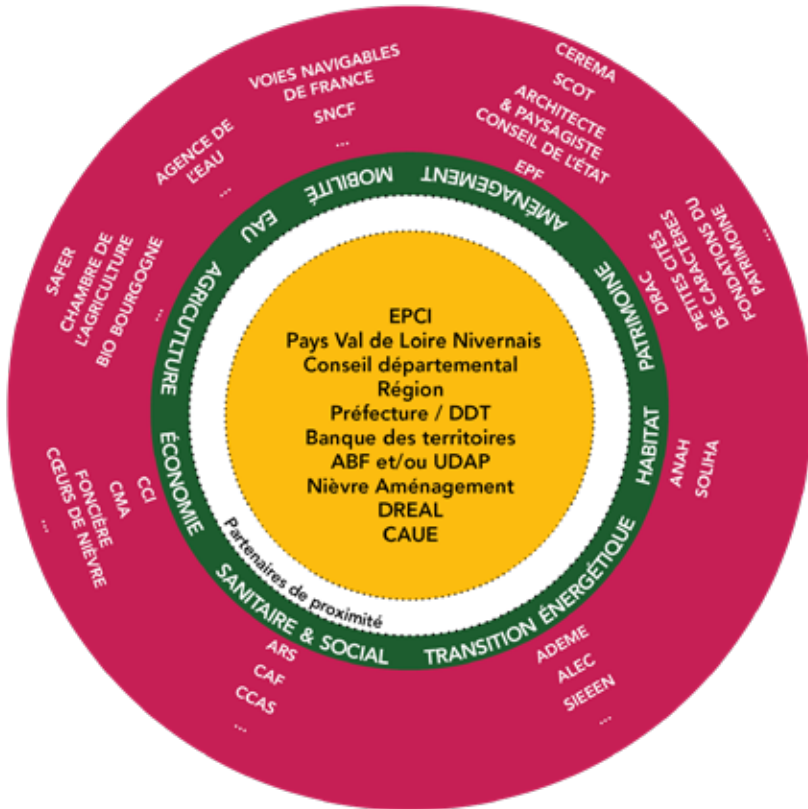 EPCI
Pays Val de Loire Nivernais
Conseil départemental
Région
Préfecture / DDT
Banque des territoires
ABF et/ou UDAP
Nièvre Aménagement
DREAL
CAUE
Partenaires de proximité
AMÉNAGEMENT
CEREMA
SCOT
ARCHITECTE
& PAYSAGISTE
CONSEIL DE L'ÉTAT
EPF
PATRIMOINE
DRAC
PETITES CITÉS
DE CARACTÈRES
FONDATIONS DU
PATRIMOINE
...
HABITAT
ANAH
SOLIHA
TRANSITION ÉNERGÉTIQUE
ADEME
ALEC
SIEEEN
...
SANITAIRE & SOCIAL
ARS
CAF
CCAS
...
ÉCONOMIE
CCI
CMA
FONCIÈRE
CŒURS DE NIÈVRE
...
AGRICUTLTURE
SAFER
CHAMBRE DE
L'AGRICULTURE
BIO BOURGOGNE
...
EAU
AGENCE DE
L'EAU
...
MOBILITÉ
VOIES NAVIGABLES
DE FRANCE
SNCF
...